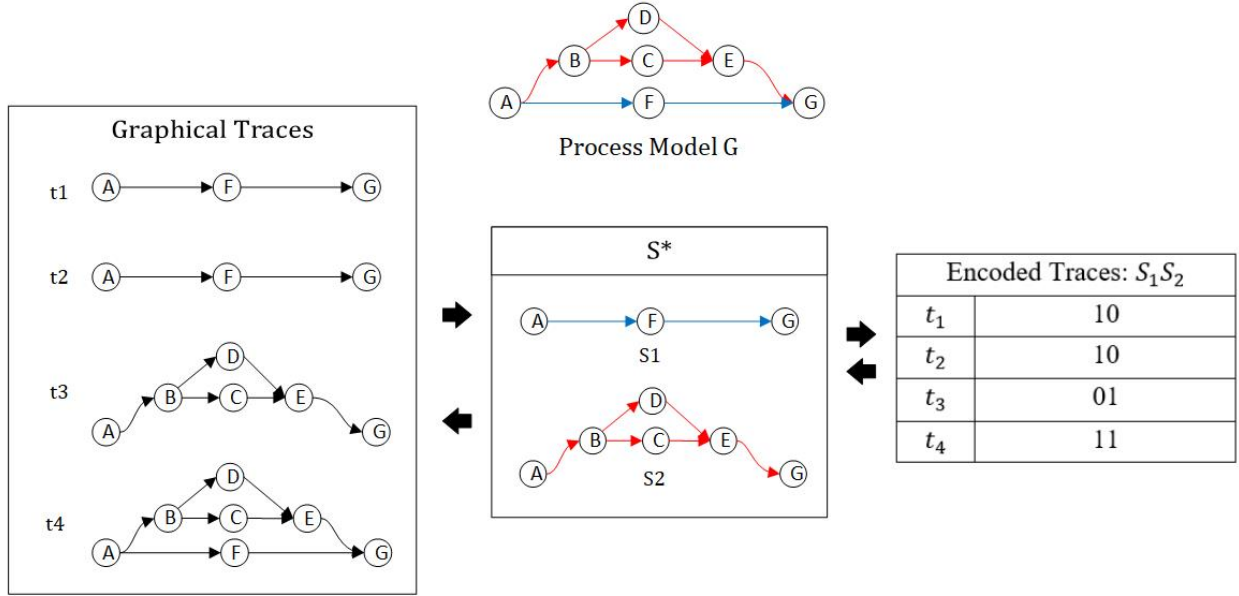 D
B C E
A F G
Process Model G
Graphical Traces
t1 A F G
t2 A F G
D
t3 B C E
A G
D
t4 B C E
A F G
S*
A F G
S1
D
B C E
A S2 G
Encoded Traces: S₁S₂
t₁ 10
t₂ 10
t₃ 01
t₄ 11